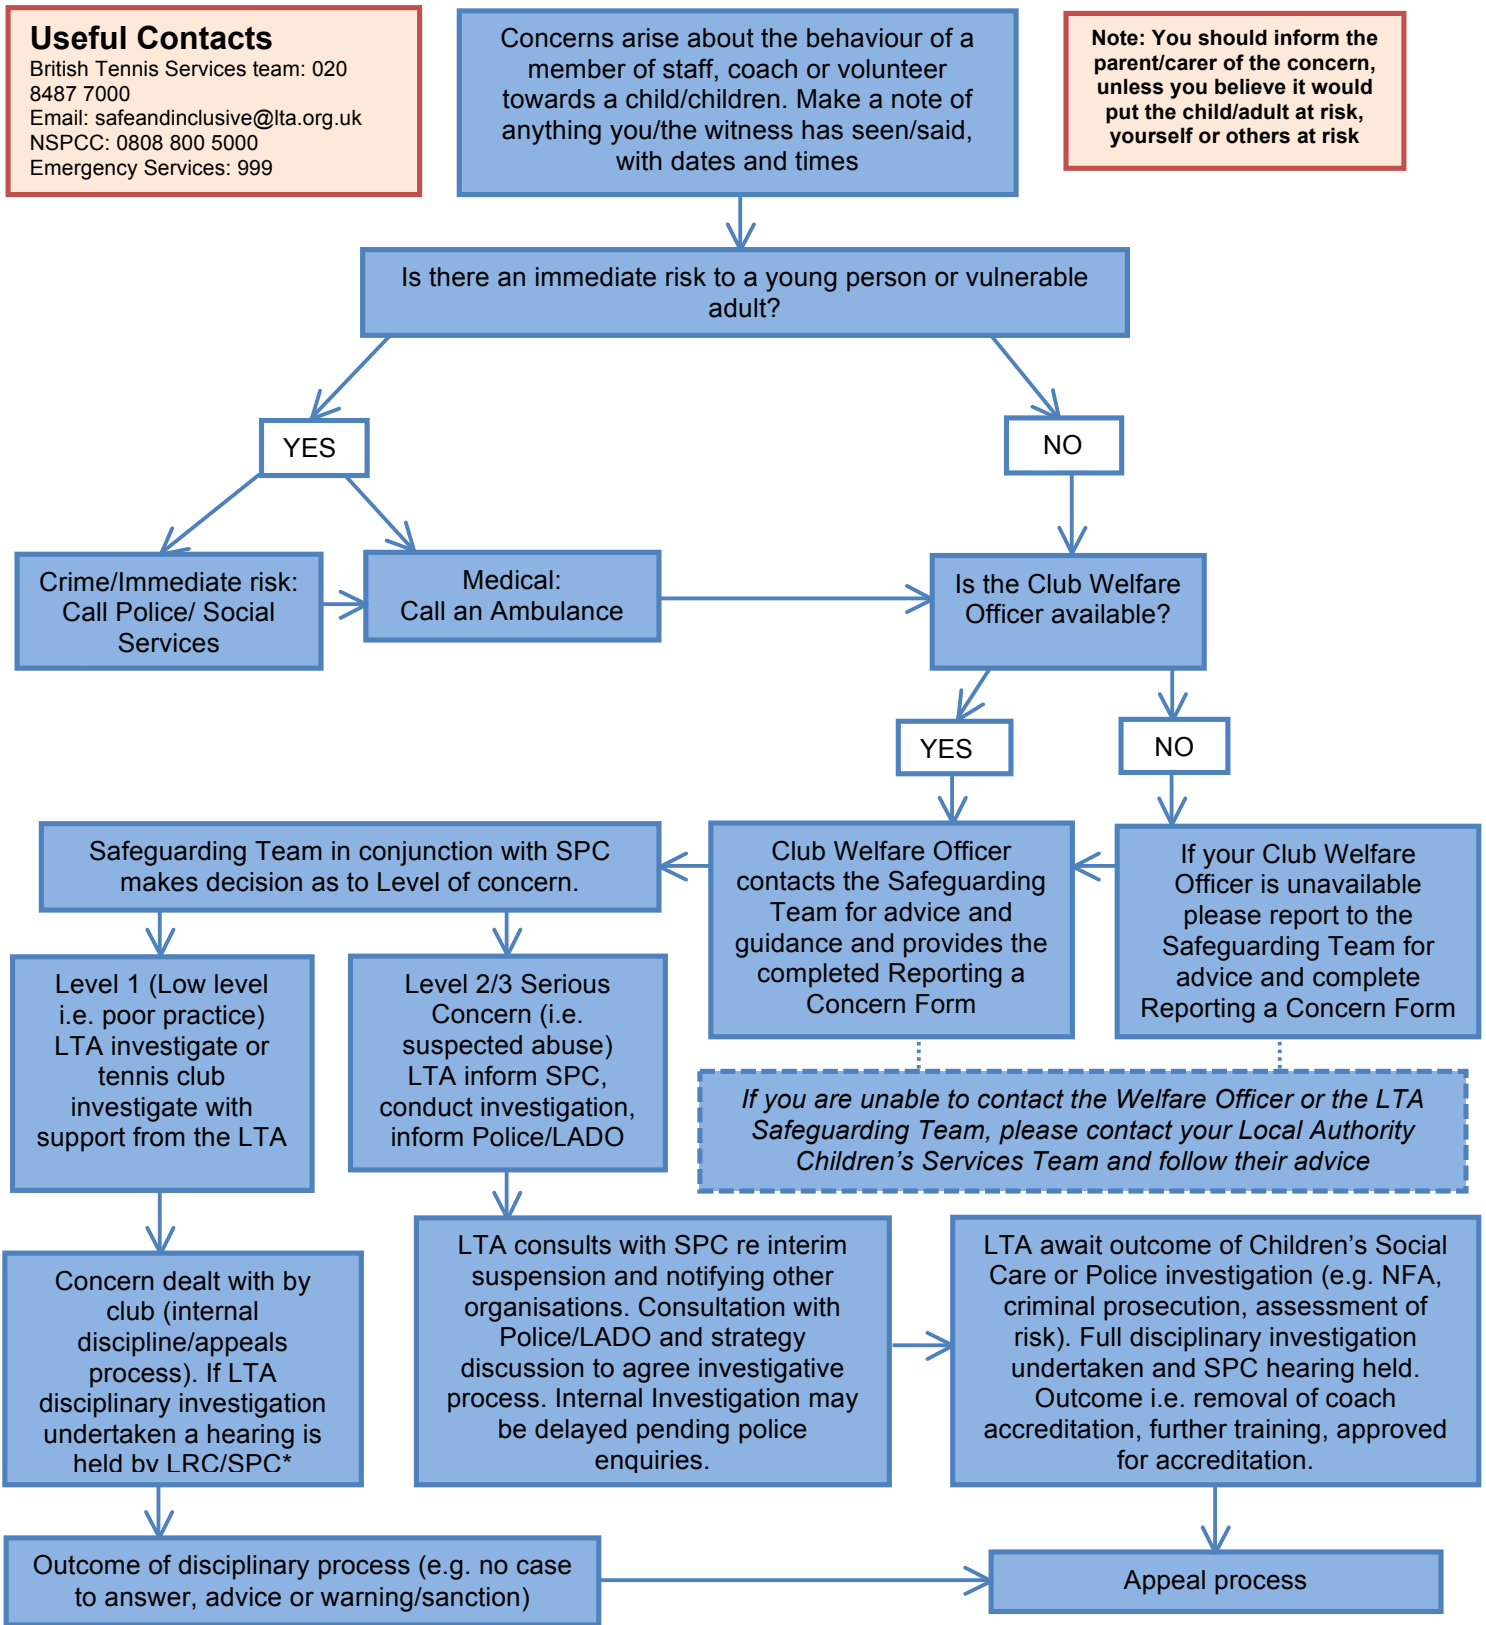 Useful Contacts
British Tennis Services team: 020
8487 7000
Email: safeandinclusive@lta.org.uk
NSPCC: 0808 800 5000
Emergency Services: 999
Concerns arise about the behaviour of a
member of staff, coach or volunteer
towards a child/children. Make a note of
anything you/the witness has seen/said,
with dates and times
Note: You should inform the
parent/carer of the concern,
unless you believe it would
put the child/adult at risk,
yourself or others at risk
Is there an immediate risk to a young person or vulnerable
adult?
YES
NO
Crime/Immediate risk:
Call Police/ Social
Services
Medical:
Call an Ambulance
Is the Club Welfare
Officer available?
YES
NO
Safeguarding Team in conjunction with SPC
makes decision as to Level of concern.
Club Welfare Officer
contacts the Safeguarding
Team for advice and
guidance and provides the
completed Reporting a
Concern Form
If your Club Welfare
Officer is unavailable
please report to the
Safeguarding Team for
advice and complete
Reporting a Concern Form
Level 1 (Low level
i.e. poor practice)
LTA investigate or
tennis club
investigate with
support from the LTA
Level 2/3 Serious
Concern (i.e.
suspected abuse)
LTA inform SPC,
conduct investigation,
inform Police/LADO
If you are unable to contact the Welfare Officer or the LTA
Safeguarding Team, please contact your Local Authority
Children's Services Team and follow their advice
Concern dealt with by
club (internal
discipline/appeals
process). If LTA
disciplinary investigation
undertaken a hearing is
held by LRC/SPC*
LTA consults with SPC re interim
suspension and notifying other
organisations. Consultation with
Police/LADO and strategy
discussion to agree investigative
process. Internal Investigation may
be delayed pending police
enquiries.
LTA await outcome of Children's Social
Care or Police investigation (e.g. NFA,
criminal prosecution, assessment of
risk). Full disciplinary investigation
undertaken and SPC hearing held.
Outcome i.e. removal of coach
accreditation, further training, approved
for accreditation.
Outcome of disciplinary process (e.g. no case
to answer, advice or warning/sanction)
Appeal process